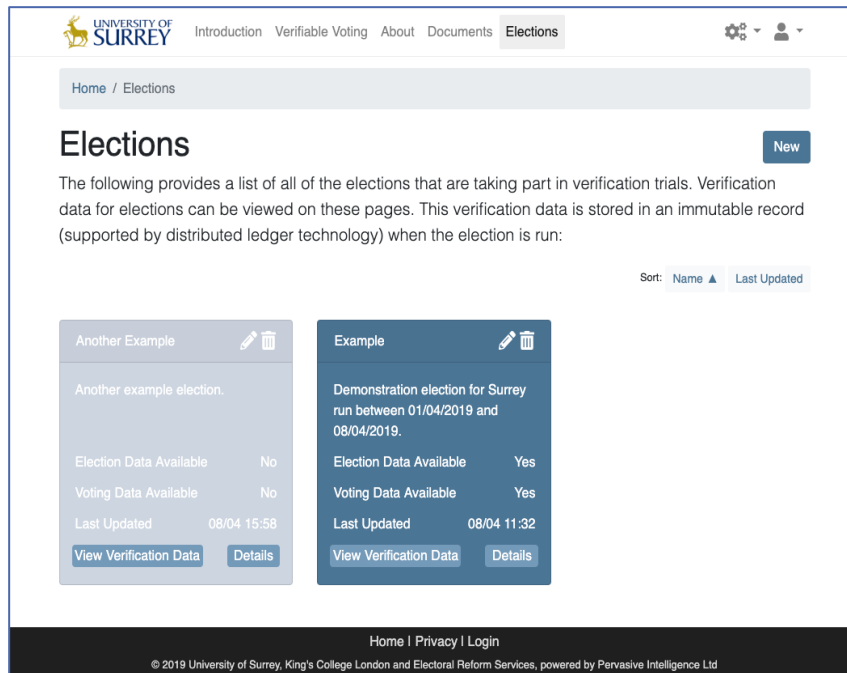 UNIVERSITY OF
SURREY
Introduction Verifiable Voting About Documents Elections
Home / Elections
Elections
New
The following provides a list of all of the elections that are taking part in verification trials. Verification
data for elections can be viewed on these pages. This verification data is stored in an immutable record
(supported by distributed ledger technology) when the election is run:
Sort: Name ▲ Last Updated
Another Example
Another example election.
Election Data Available No
Voting Data Available No
Last Updated 08/04 15:58
View Verification Data Details
Example
Demonstration election for Surrey
run between 01/04/2019 and
08/04/2019.
Election Data Available Yes
Voting Data Available Yes
Last Updated 08/04 11:32
View Verification Data Details
Home | Privacy | Login
© 2019 University of Surrey, King's College London and Electoral Reform Services, powered by Pervasive Intelligence Ltd